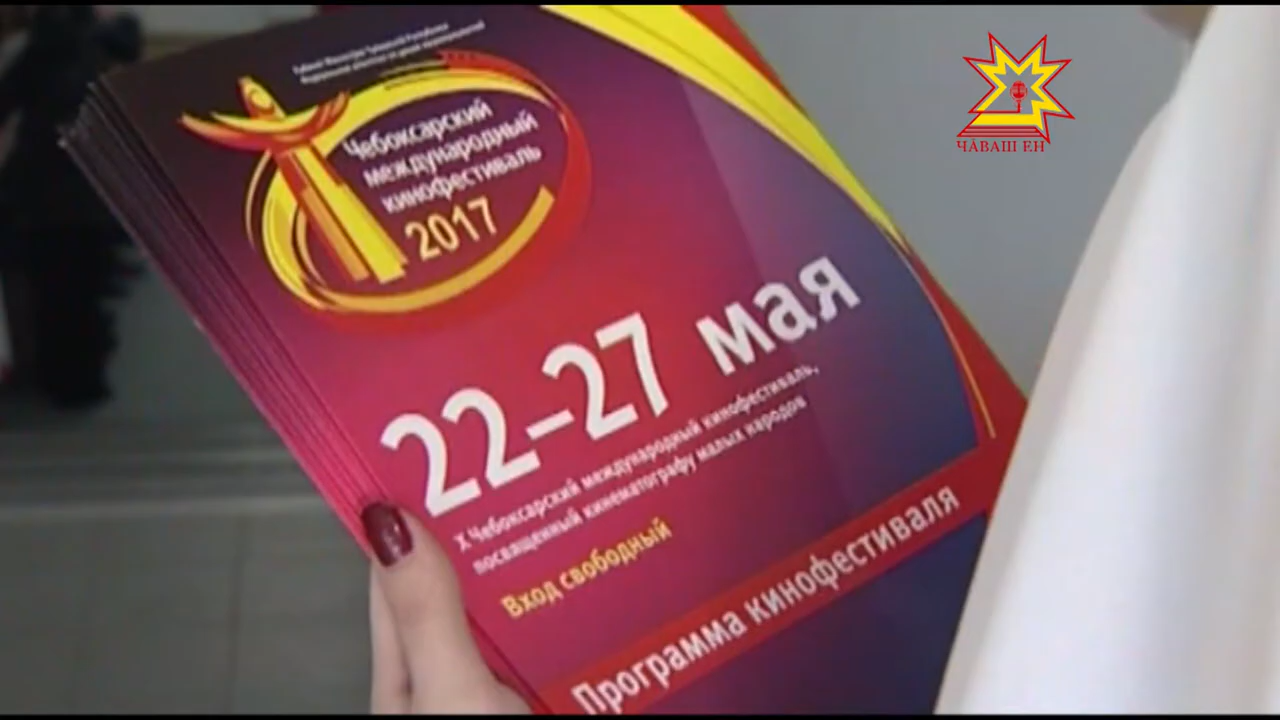 ЧӐВАШ ЕН
Чебоксарский
международный
кинофестиваль
2017
22–27 мая
X Чебоксарский международный кинофестиваль,
посвященный кинематографу малых народов
Вход свободный
Программа кинофестиваля